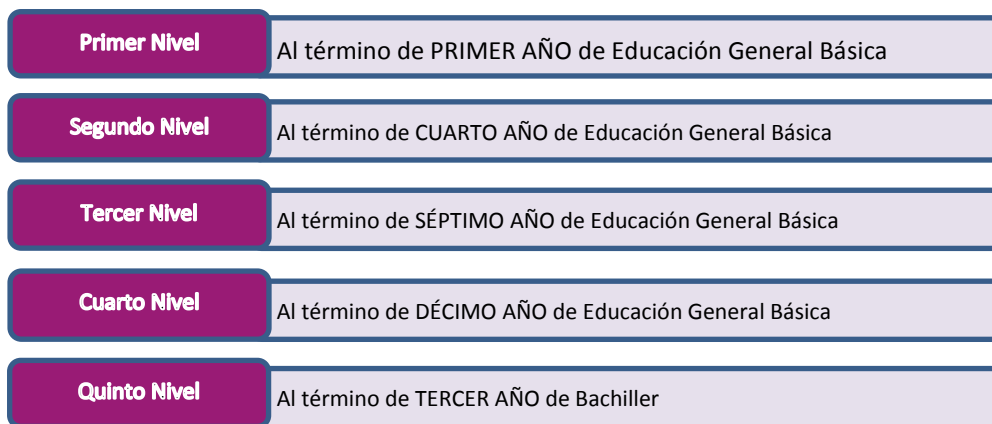 Primer Nivel
Al término de PRIMER AÑO de Educación General Básica
Segundo Nivel
Al término de CUARTO AÑO de Educación General Básica
Tercer Nivel
Al término de SÉPTIMO AÑO de Educación General Básica
Cuarto Nivel
Al término de DÉCIMO AÑO de Educación General Básica
Quinto Nivel
Al término de TERCER AÑO de Bachiller